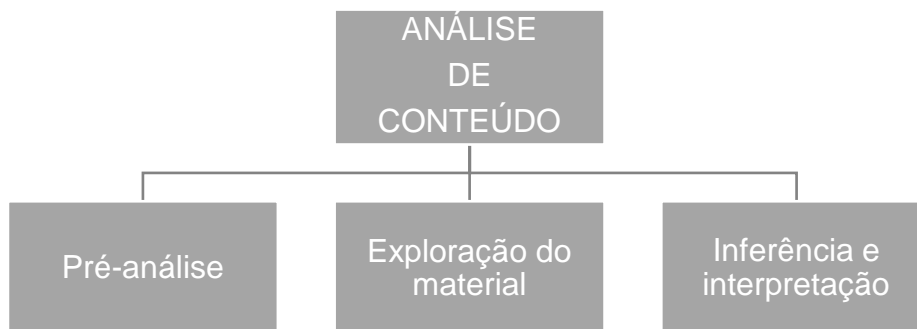 ANÁLISE
DE
CONTEÚDO
Pré-análise
Exploração do
material
Inferência e
interpretação